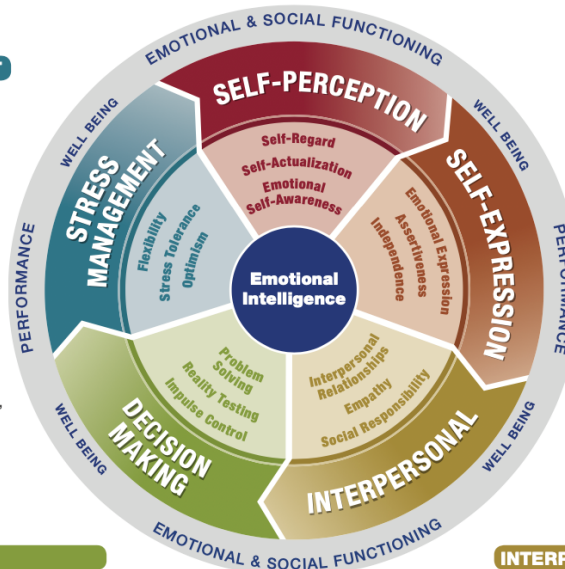 EMOTIONAL & SOCIAL FUNCTIONING
WELL BEING
WELL BEING
PERFORMANCE
PERFORMANCE
WELL BEING
WELL BEING
EMOTIONAL & SOCIAL FUNCTIONING
SELF-PERCEPTION
Self-Regard
Self-Actualization
Emotional
Self-Awareness
SELF-EXPRESSION
Emotional Expression
Assertiveness
Independence
INTERPERSONAL
Interpersonal
Relationships
Empathy
Social Responsibility
DECISION
MAKING
Problem
Solving
Reality Testing
Impulse Control
STRESS
MANAGEMENT
Flexibility
Stress Tolerance
Optimism
Emotional
Intelligence
,
INTERP